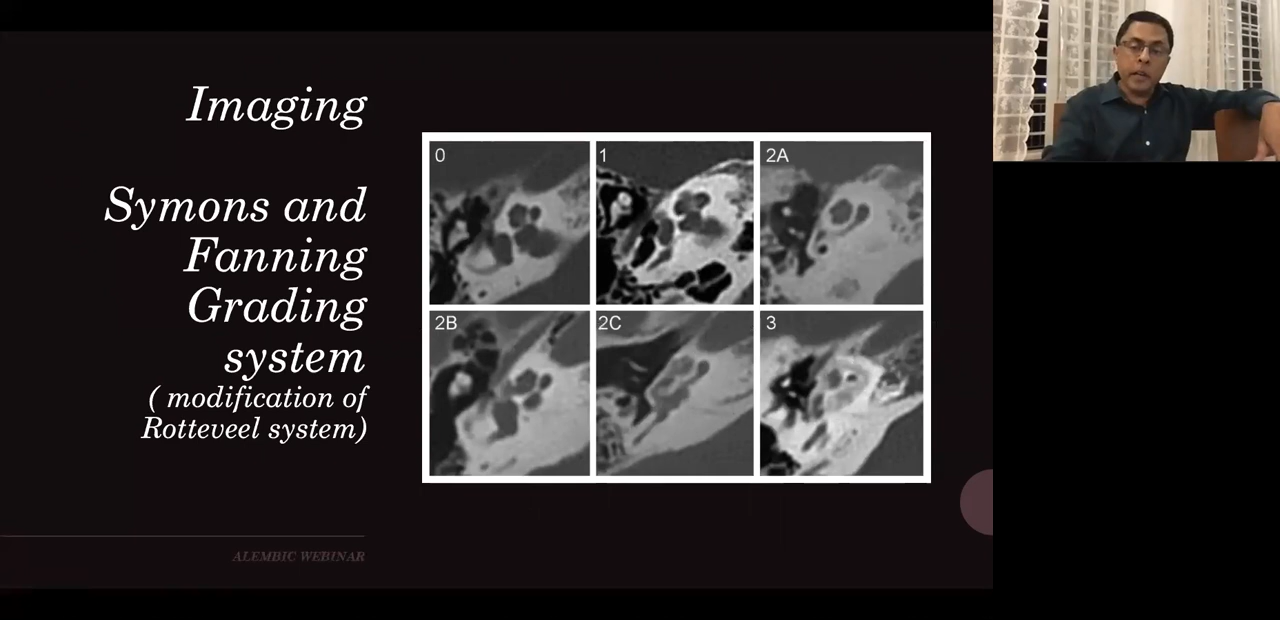 Imaging
Symons and
Fanning
Grading
system
( modification of
Rotteveel system)
ALEMBIC WEBINAR
0
1
2A
2B
2C
3